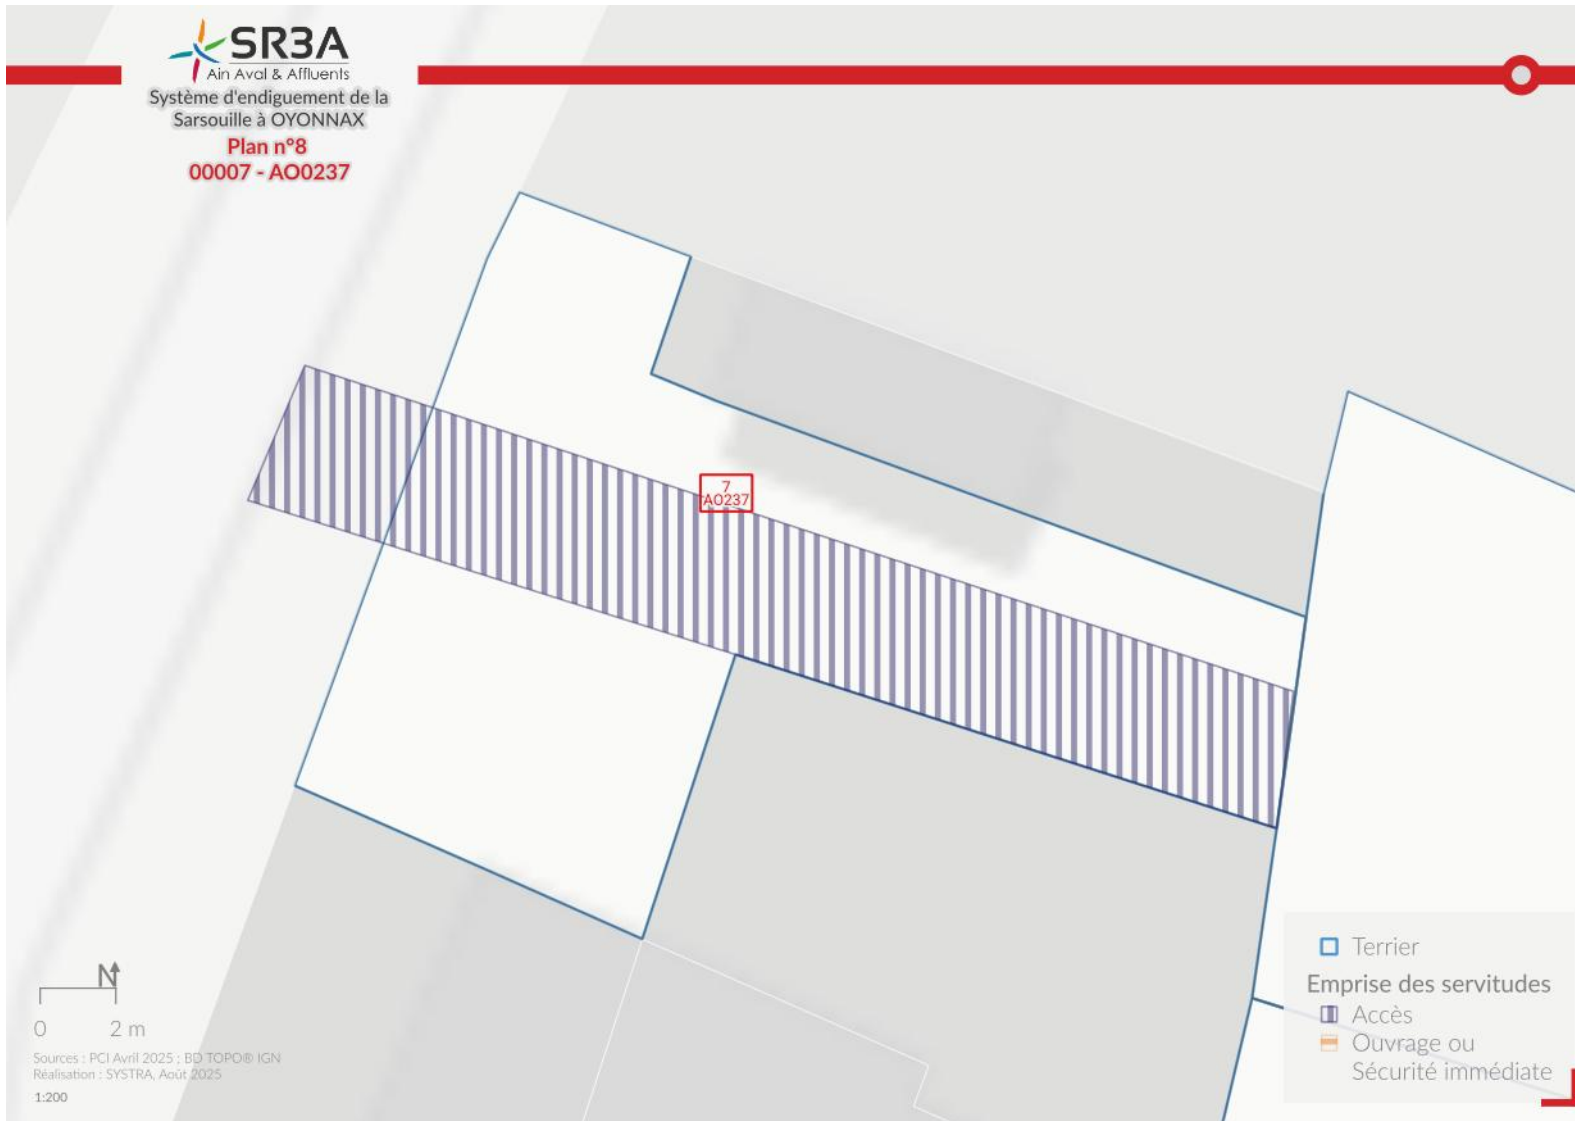 SR3A
Ain Aval & Affluents
Système d'endiguement de la
Sarsouille à OYONNAX
Plan n°8
00007 - AO0237
7
AO237
N
0 2 m
Sources : PCI Avril 2025 ; BD TOPO® IGN
Réalisation : SYSTRA, Août 2025
1:200
Terrier
Emprise des servitudes
Accès
Ouvrage ou
Sécurité immédiate